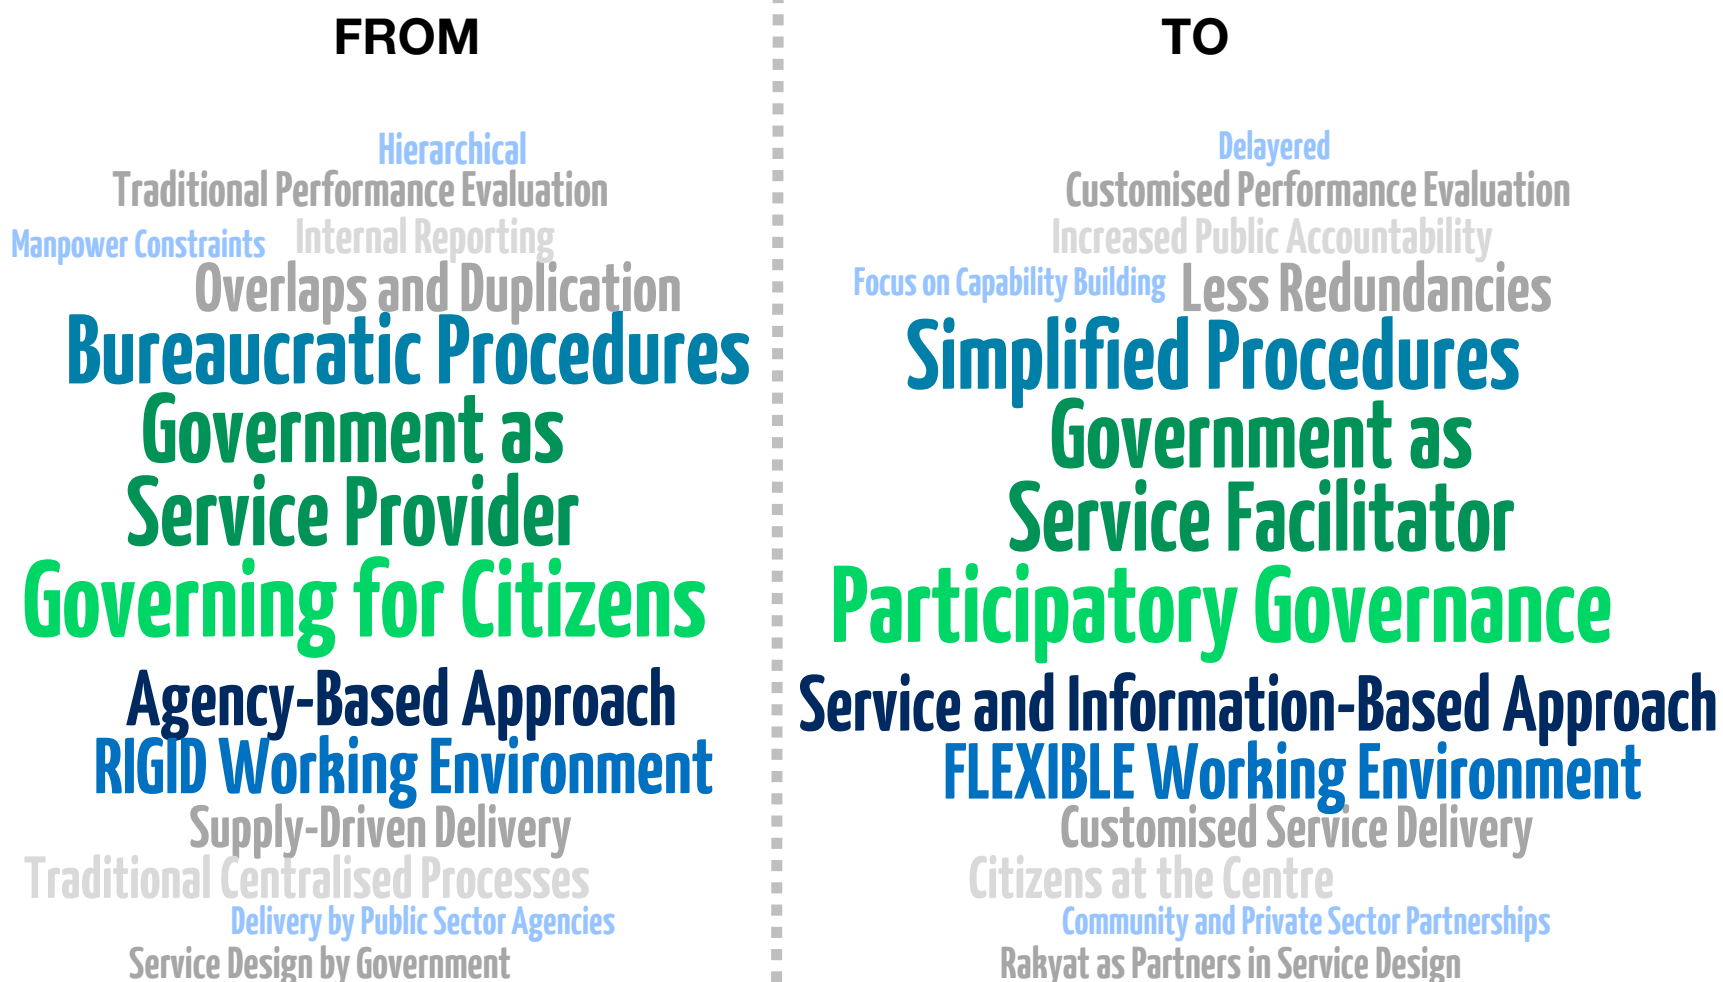 FROM
Hierarchical
Traditional Performance Evaluation
Manpower Constraints
Internal Reporting
Overlaps and Duplication
Bureaucratic Procedures
Government as
Service Provider
Governing for Citizens
Agency-Based Approach
RIGID Working Environment
Supply-Driven Delivery
Traditional Centralised Processes
Delivery by Public Sector Agencies
Service Design by Government
TO
Delayered
Customised Performance Evaluation
Increased Public Accountability
Focus on Capability Building
Less Redundancies
Simplified Procedures
Government as
Service Facilitator
Participatory Governance
Service and Information-Based Approach
FLEXIBLE Working Environment
Customised Service Delivery
Citizens at the Centre
Community and Private Sector Partnerships
Rakyat as Partners in Service Design